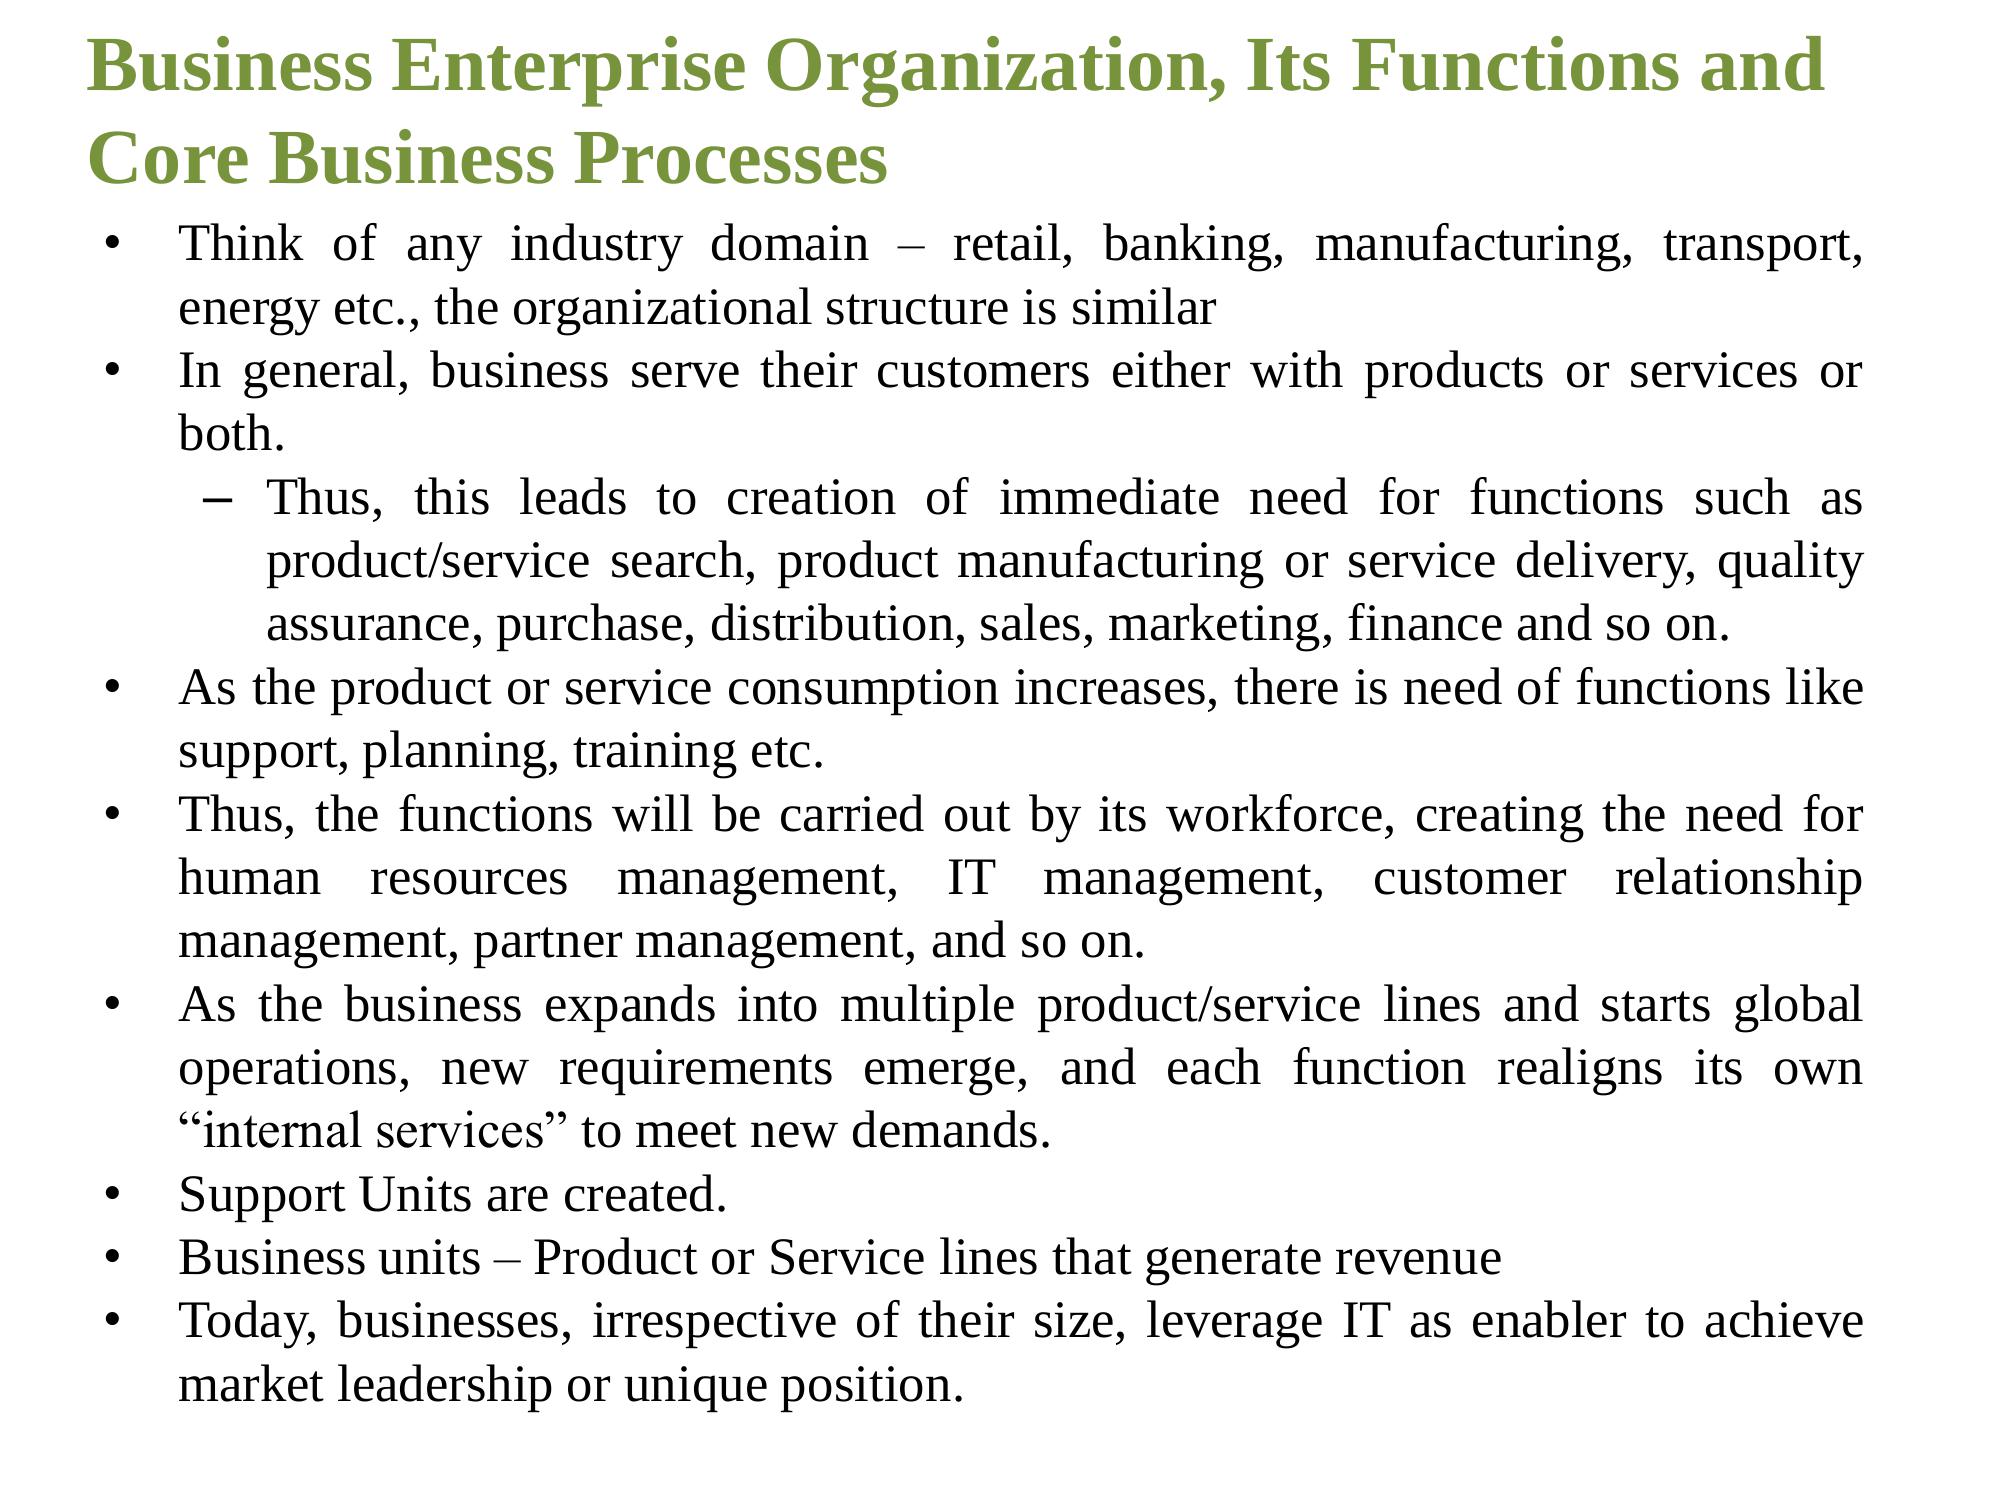 Business Enterprise Organization, Its Functions and
Core Business Processes
• Think of any industry domain – retail, banking, manufacturing, transport,
energy etc., the organizational structure is similar
• In general, business serve their customers either with products or services or
both.
– Thus, this leads to creation of immediate need for functions such as
product/service search, product manufacturing or service delivery, quality
assurance, purchase, distribution, sales, marketing, finance and so on.
• As the product or service consumption increases, there is need of functions like
support, planning, training etc.
• Thus, the functions will be carried out by its workforce, creating the need for
human resources management, IT management, customer relationship
management, partner management, and so on.
• As the business expands into multiple product/service lines and starts global
operations, new requirements emerge, and each function realigns its own
“internal services” to meet new demands.
• Support Units are created.
• Business units – Product or Service lines that generate revenue
• Today, businesses, irrespective of their size, leverage IT as enabler to achieve
market leadership or unique position.